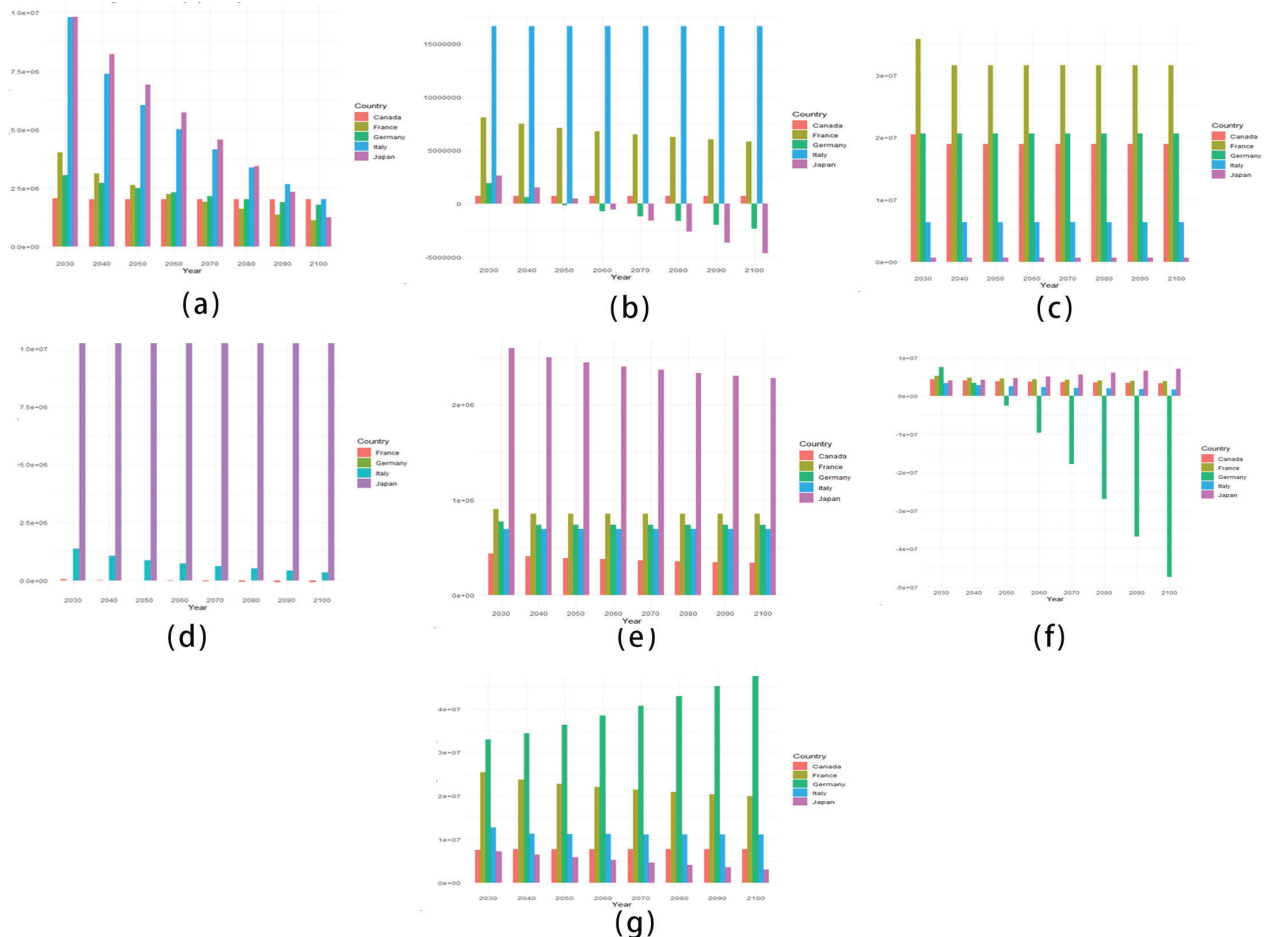 1.0e+07
7.5e+06
5.0e+06
2.5e+06
0.0e+00
2030 2040 2050 2060 2070 2080 2090 2100
Year
Country
Canada
France
Germany
Italy
Japan
(a)
15000000
10000000
5000000
0
-5000000
2030 2040 2050 2060 2070 2080 2090 2100
Year
Country
Canada
France
Germany
Italy
Japan
(b)
3e+07
2e+07
1e+07
0e+00
2030 2040 2050 2060 2070 2080 2090 2100
Year
Country
Canada
France
Germany
Italy
Japan
(c)
1.0e+07
7.5e+06
5.0e+06
2.5e+06
0.0e+00
2030 2040 2050 2060 2070 2080 2090 2100
Year
Country
France
Germany
Italy
Japan
(d)
2e+06
1e+06
0e+00
2030 2040 2050 2060 2070 2080 2090 2100
Year
Country
Canada
France
Germany
Italy
Japan
(e)
1e+07
0e+00
-1e+07
-2e+07
-3e+07
-4e+07
-5e+07
2030 2040 2050 2060 2070 2080 2090 2100
Year
Country
Canada
France
Germany
Italy
Japan
(f)
4e+07
3e+07
2e+07
1e+07
0e+00
2030 2040 2050 2060 2070 2080 2090 2100
Year
Country
Canada
France
Germany
Italy
Japan
(g)